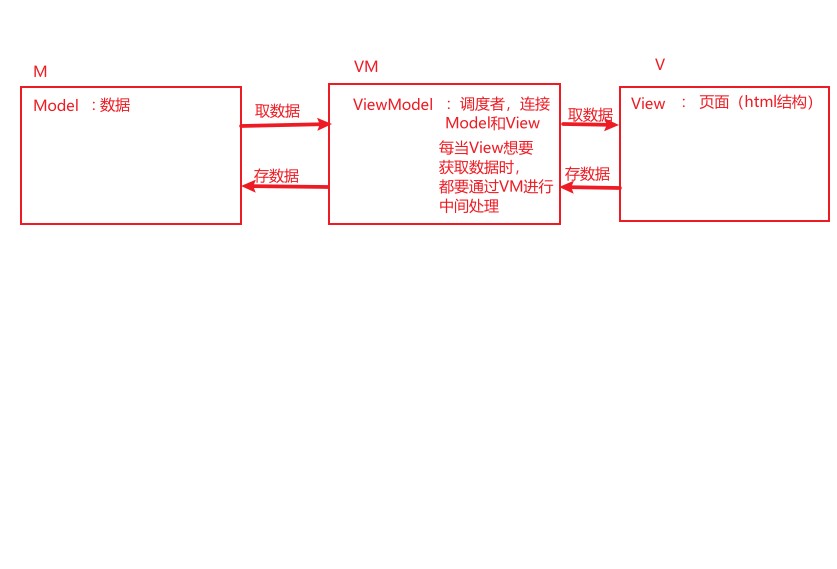 M
VM
V
Model : 数据
取数据
存数据
ViewModel : 调度者，连接
Model和View
每当View想要
获取数据时，
都要通过VM进行
中间处理
取数据
存数据
View : 页面（html结构）